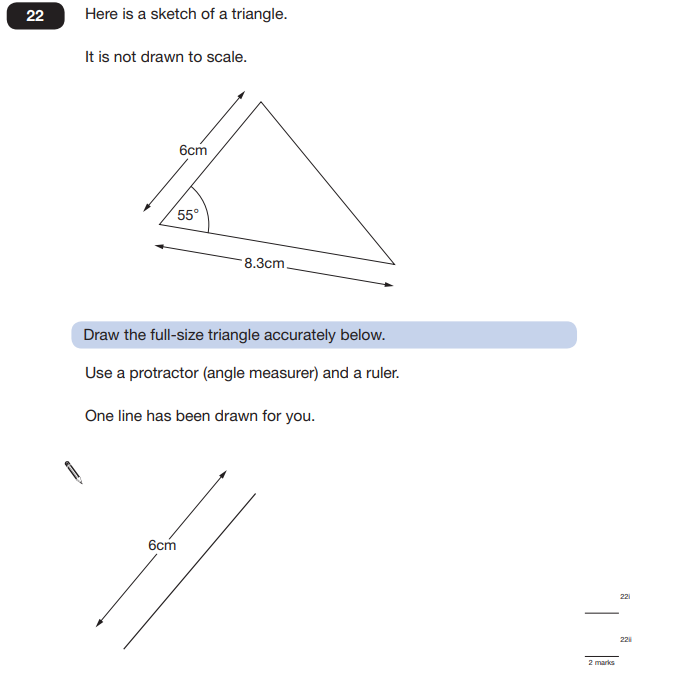 22
Here is a sketch of a triangle.
It is not drawn to scale.
6cm
55°
8.3cm
Draw the full-size triangle accurately below.
Use a protractor (angle measurer) and a ruler.
One line has been drawn for you.
6cm
22i
22ii
2 marks